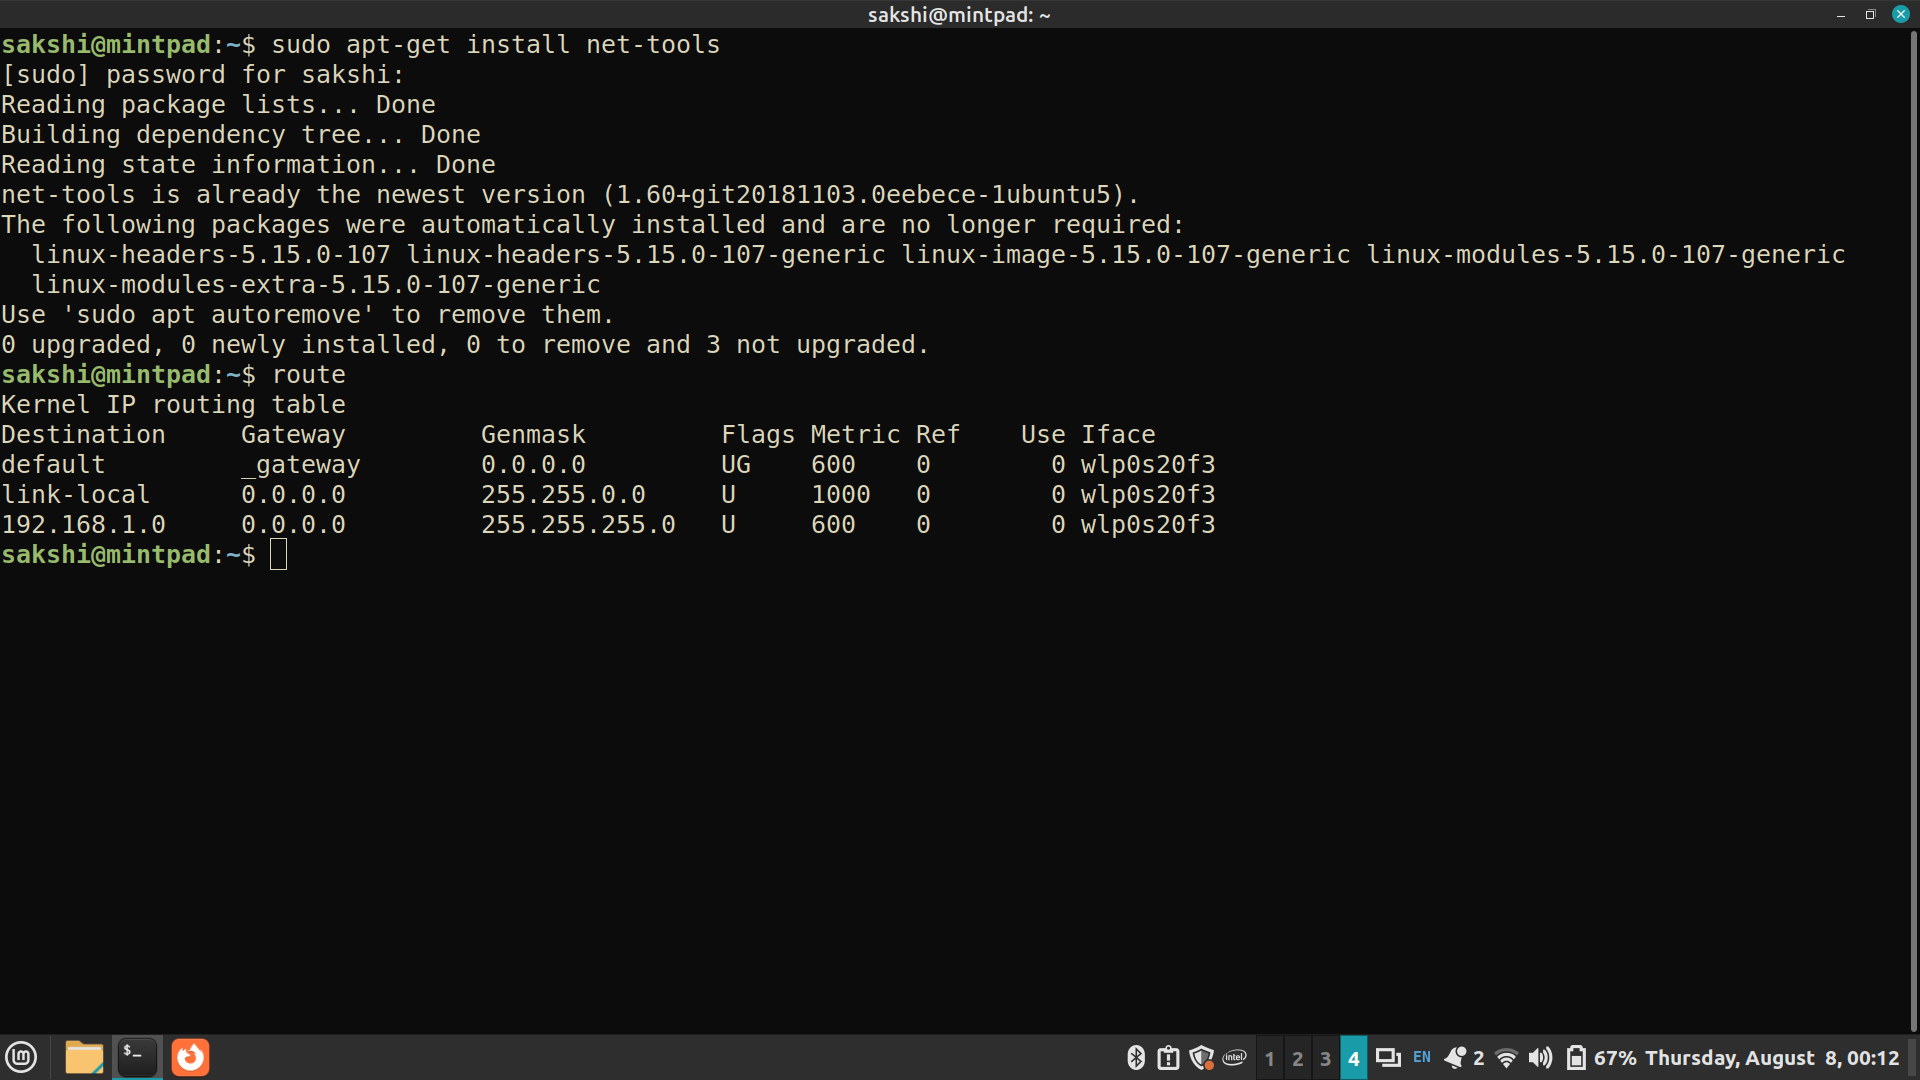 sakshi@mintpad: ~
sakshi@mintpad:~$ sudo apt-get install net-tools
[sudo] password for sakshi:
Reading package lists... Done
Building dependency tree... Done
Reading state information... Done
net-tools is already the newest version (1.60+git20181103.0eebece-1ubuntu5).
The following packages were automatically installed and are no longer required:
  linux-headers-5.15.0-107 linux-headers-5.15.0-107-generic linux-image-5.15.0-107-generic linux-modules-5.15.0-107-generic
  linux-modules-extra-5.15.0-107-generic
Use 'sudo apt autoremove' to remove them.
0 upgraded, 0 newly installed, 0 to remove and 3 not upgraded.
sakshi@mintpad:~$ route
Kernel IP routing table
Destination     Gateway         Genmask         Flags Metric Ref    Use Iface
default         _gateway        0.0.0.0         UG    600    0        0 wlp0s20f3
link-local      0.0.0.0         255.255.0.0     U     1000   0        0 wlp0s20f3
192.168.1.0     0.0.0.0         255.255.255.0   U     600    0        0 wlp0s20f3
sakshi@mintpad:~$
$_ intel 1 2 3 4 EN 2 67% Thursday, August 8, 00:12